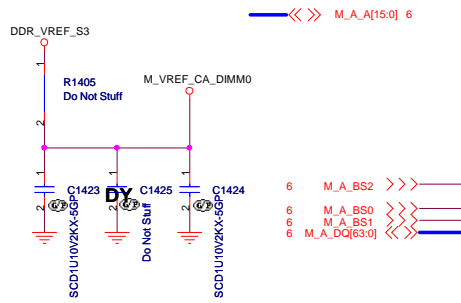 DDR_VREF_S3
M_A_A[15:0] 6
1
R1405
Do Not Stuff
2
M_VREF_CA_DIMM0
1 C1423
2
SCD1U10V2KX-5GP
1 C1425
DY
2
Do Not Stuff
1 C1424
2
SCD1U10V2KX-5GP
6 M_A_BS2
6 M_A_BS0
6 M_A_BS1
6 M_A_DQ[63:0]